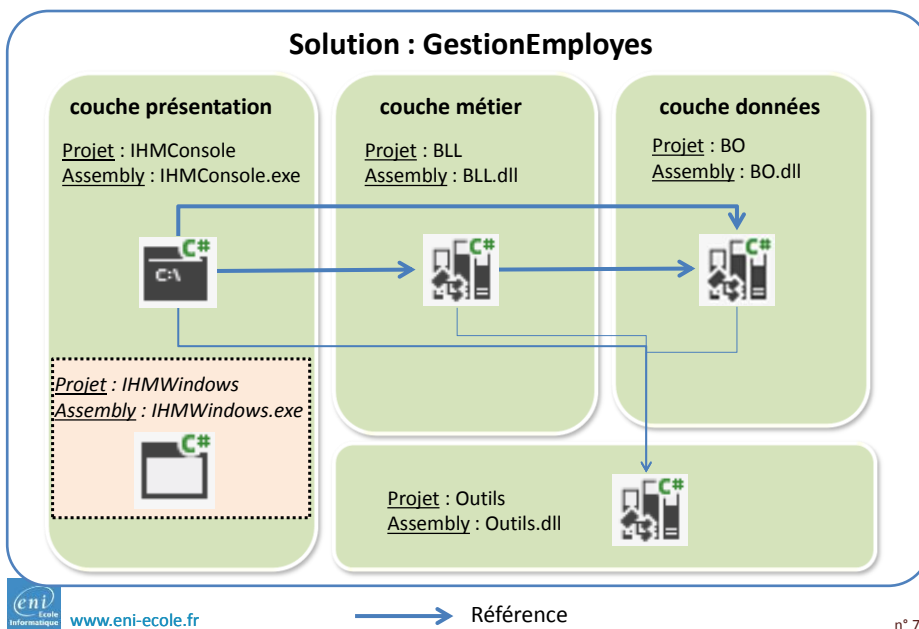 Solution : GestionEmployes
couche présentation
Projet : IHMConsole
Assembly : IHMConsole.exe
couche métier
Projet : BLL
Assembly : BLL.dll
couche données
Projet : BO
Assembly : BO.dll
C#
C:\
C#
C#
Projet : IHMWindows
Assembly : IHMWindows.exe
C#
Projet : Outils
Assembly : Outils.dll
C#
eni
Ecole
Informatique
www.eni-ecole.fr
Référence
n° 7